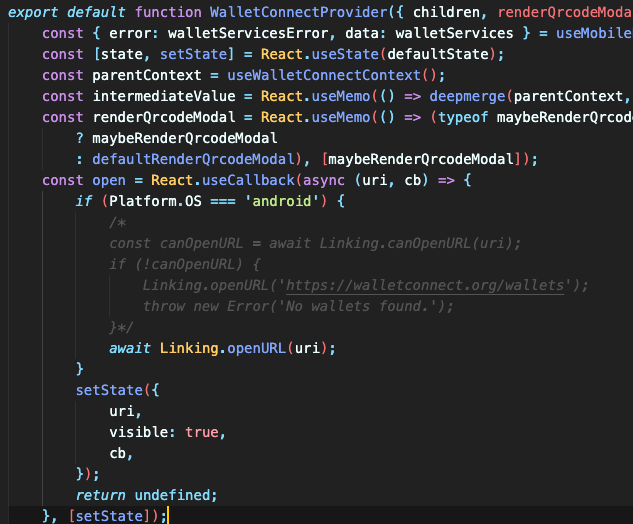 export default function WalletConnectProvider({ children, renderQrcodeModa
const { error: walletServicesError, data: walletServices } = useMobile
const [state, setState] = React.useState(defaultState);
const parentContext = useWalletConnectContext();
const intermediateValue = React.useMemo(() => deepmerge(parentContext,
const renderQrcodeModal = React.useMemo(() => (typeof maybeRenderQrcod
? maybeRenderQrcodeModal
: defaultRenderQrcodeModal), [maybeRenderQrcodeModal]);
const open = React.useCallback(async (uri, cb) => {
if (Platform.OS === 'android') {
/*
const canOpenURL = await Linking.canOpenURL(uri);
if (!canOpenURL) {
Linking.openURL('https://walletconnect.org/wallets');
throw new Error('No wallets found.');
}*/
await Linking.openURL(uri);
}
setState({
uri,
visible: true,
cb,
});
return undefined;
}, [setState]);